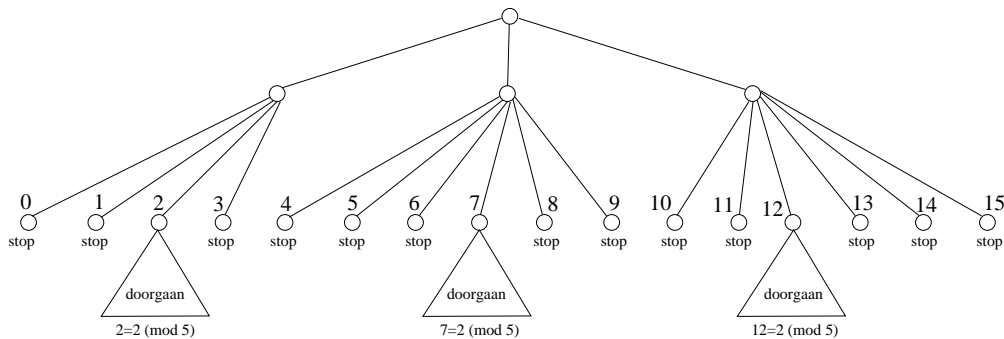 0 1 2 3 4 5 6 7 8 9 10 11 12 13 14 15
stop stop stop stop stop stop stop stop stop stop stop stop stop
doorgaan doorgaan doorgaan
2=2 (mod 5) 7=2 (mod 5) 12=2 (mod 5)